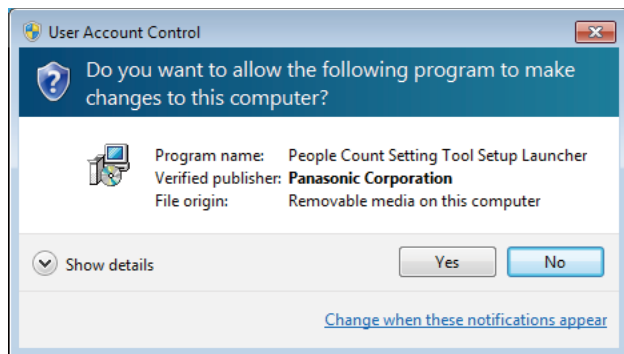 User Account Control
Do you want to allow the following program to make
changes to this computer?
Program name: People Count Setting Tool Setup Launcher
Verified publisher: Panasonic Corporation
File origin: Removable media on this computer
Show details Yes No
Change when these notifications appear